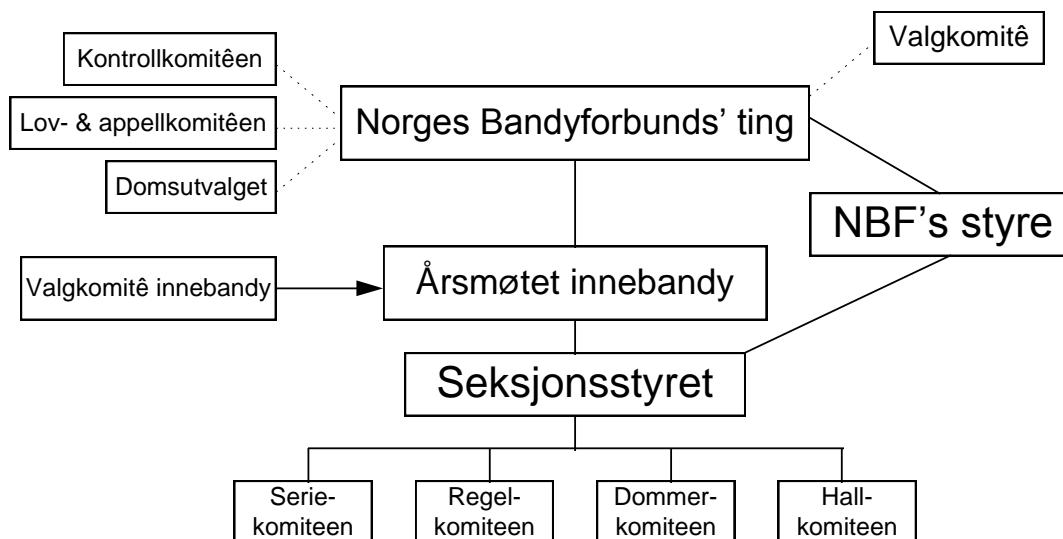 Kontrollkomitêen
Valgkomitê
Lov- & appellkomitêen
Norges Bandyforbunds’ ting
Domsutvalget
NBF’s styre
Valgkomitê innebandy
Årsmøtet innebandy
Seksjonsstyret
Serie-
komiteen
Regel-
komiteen
Dommer-
komiteen
Hall-
komiteen